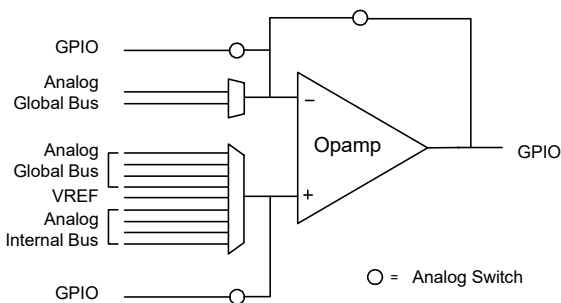 GPIO
Analog
Global Bus
Analog
Global Bus
VREF
Analog
Internal Bus
GPIO
Opamp
GPIO
= Analog Switch